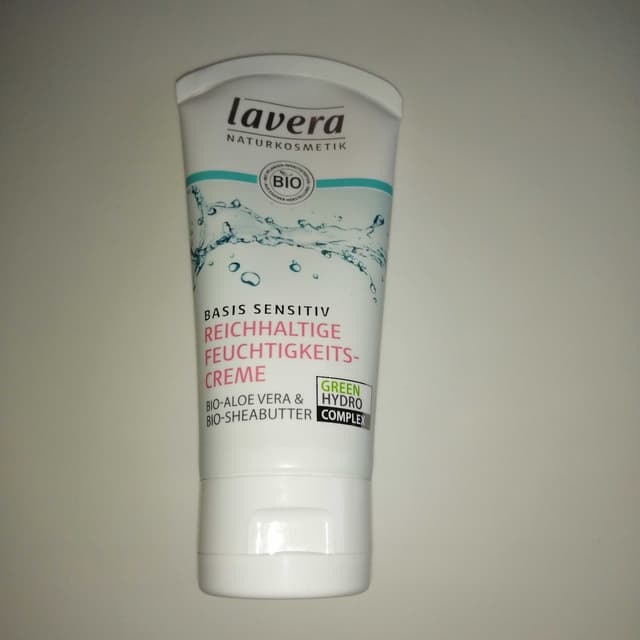 lavera
NATURKOSMETIK
BIO
BASIS SENSITIV
REICHHALTIGE
FEUCHTIGKEITS-
CREME
BIO-ALOE VERA &
BIO-SHEABUTTER
GREEN
HYDRO
COMPLEX